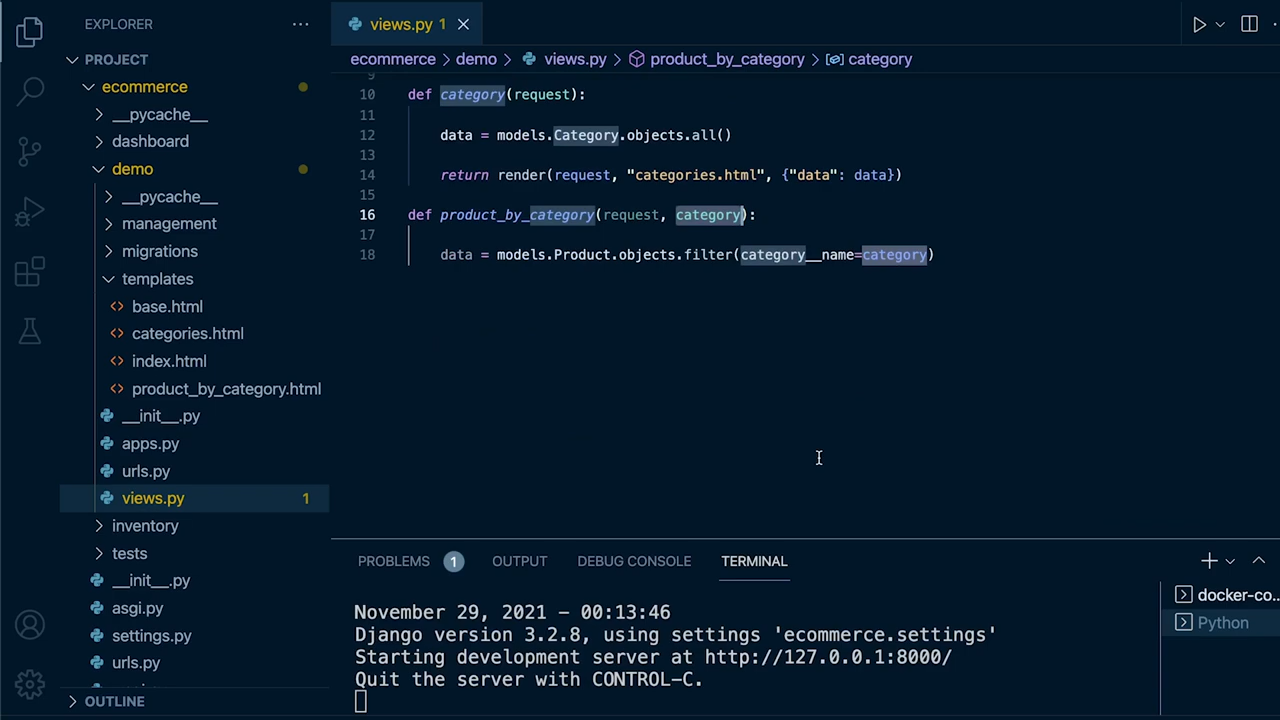 EXPLORER
views.py 1
PROJECT
ecommerce
__pycache__
dashboard
demo
__pycache__
management
migrations
templates
base.html
categories.html
index.html
product_by_category.html
__init__.py
apps.py
urls.py
views.py 1
inventory
tests
__init__.py
asgi.py
settings.py
urls.py
OUTLINE
ecommerce > demo > views.py > product_by_category > category
9
10 def category(request):
11
12 data = models.Category.objects.all()
13
14 return render(request, "categories.html", {"data": data})
15
16 def product_by_category(request, category):
17
18 data = models.Product.objects.filter(category__name=category)
PROBLEMS 1 OUTPUT DEBUG CONSOLE TERMINAL
November 29, 2021 - 00:13:46
Django version 3.2.8, using settings 'ecommerce.settings'
Starting development server at http://127.0.0.1:8000/
Quit the server with CONTROL-C.
docker-co...
Python